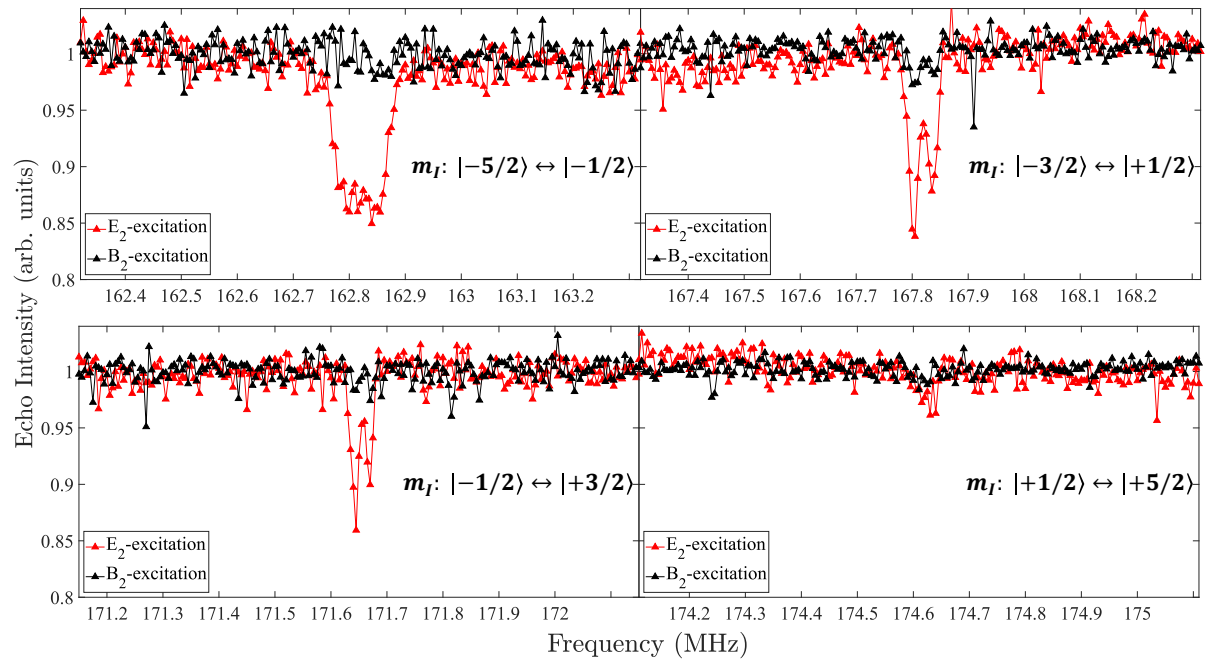 Echo Intensity (arb. units)
1
0.95
0.9
0.85
0.8
m_I: |−5/2⟩ ↔ |−1/2⟩
E₂-excitation
B₂-excitation
162.4 162.5 162.6 162.7 162.8 162.9 163 163.1 163.2
m_I: |−3/2⟩ ↔ |+1/2⟩
E₂-excitation
B₂-excitation
167.4 167.5 167.6 167.7 167.8 167.9 168 168.1 168.2
1
0.95
0.9
0.85
0.8
m_I: |−1/2⟩ ↔ |+3/2⟩
E₂-excitation
B₂-excitation
171.2 171.3 171.4 171.5 171.6 171.7 171.8 171.9 172
m_I: |+1/2⟩ ↔ |+5/2⟩
E₂-excitation
B₂-excitation
174.2 174.3 174.4 174.5 174.6 174.7 174.8 174.9 175
Frequency (MHz)